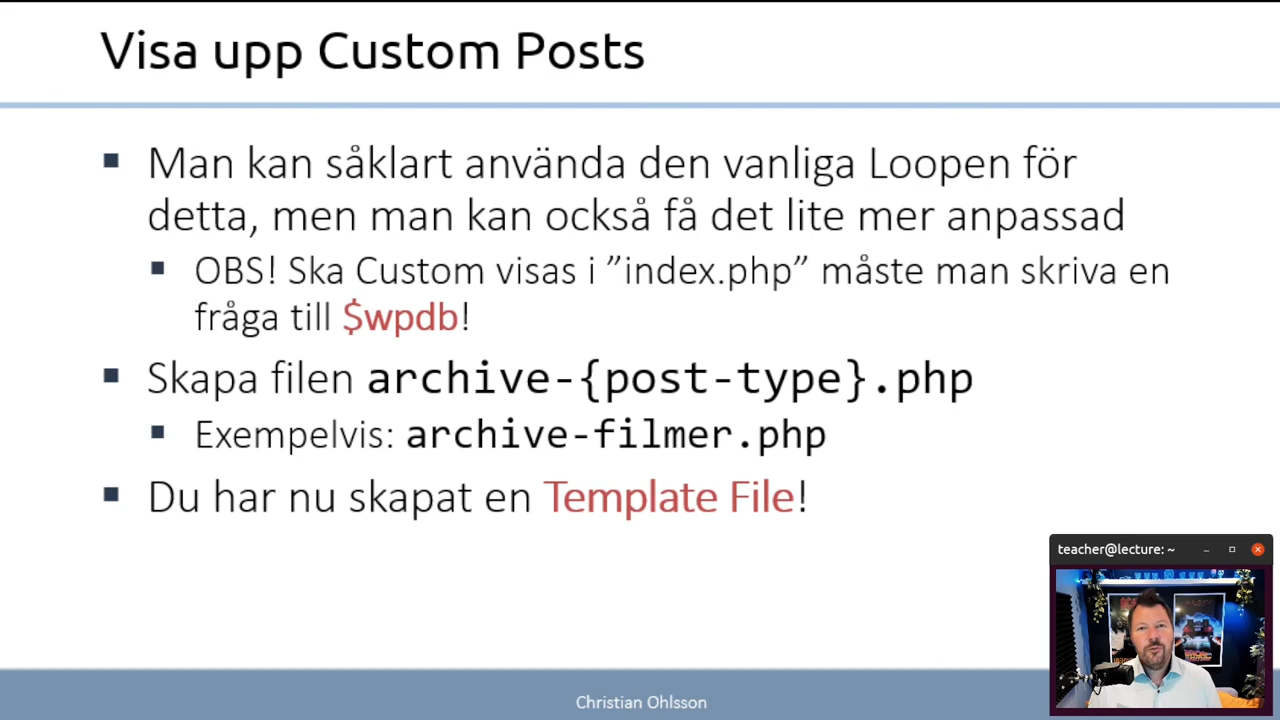 Visa upp Custom Posts
Man kan såklart använda den vanliga Loopen för
detta, men man kan också få det lite mer anpassad
OBS! Ska Custom visas i ”index.php” måste man skriva en
fråga till $wpdb!
Skapa filen archive-{post-type}.php
Exempelvis: archive-filmer.php
Du har nu skapat en Template File!
teacher@lecture: ~
Christian Ohlsson